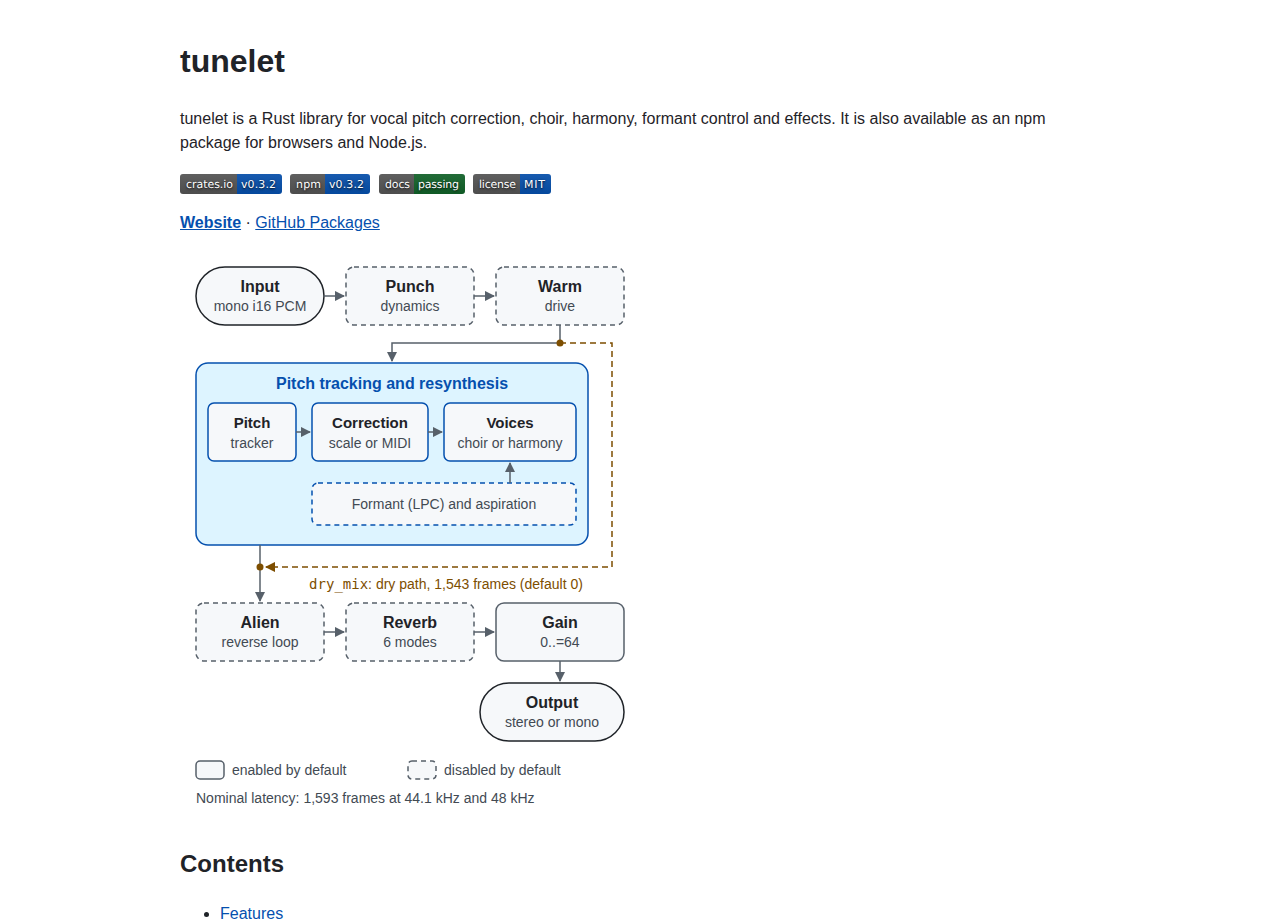 tunelet
tunelet is a Rust library for vocal pitch correction, choir, harmony, formant control and effects. It is also available as an npm
package for browsers and Node.js.
crates.io v0.3.2 npm v0.3.2 docs passing license MIT
Website · GitHub Packages
Input
mono i16 PCM
Punch
dynamics
Warm
drive
Pitch tracking and resynthesis
Pitch
tracker
Correction
scale or MIDI
Voices
choir or harmony
Formant (LPC) and aspiration
dry_mix: dry path, 1,543 frames (default 0)
Alien
reverse loop
Reverb
6 modes
Gain
0..=64
Output
stereo or mono
enabled by default
disabled by default
Nominal latency: 1,593 frames at 44.1 kHz and 48 kHz
Contents
• Features